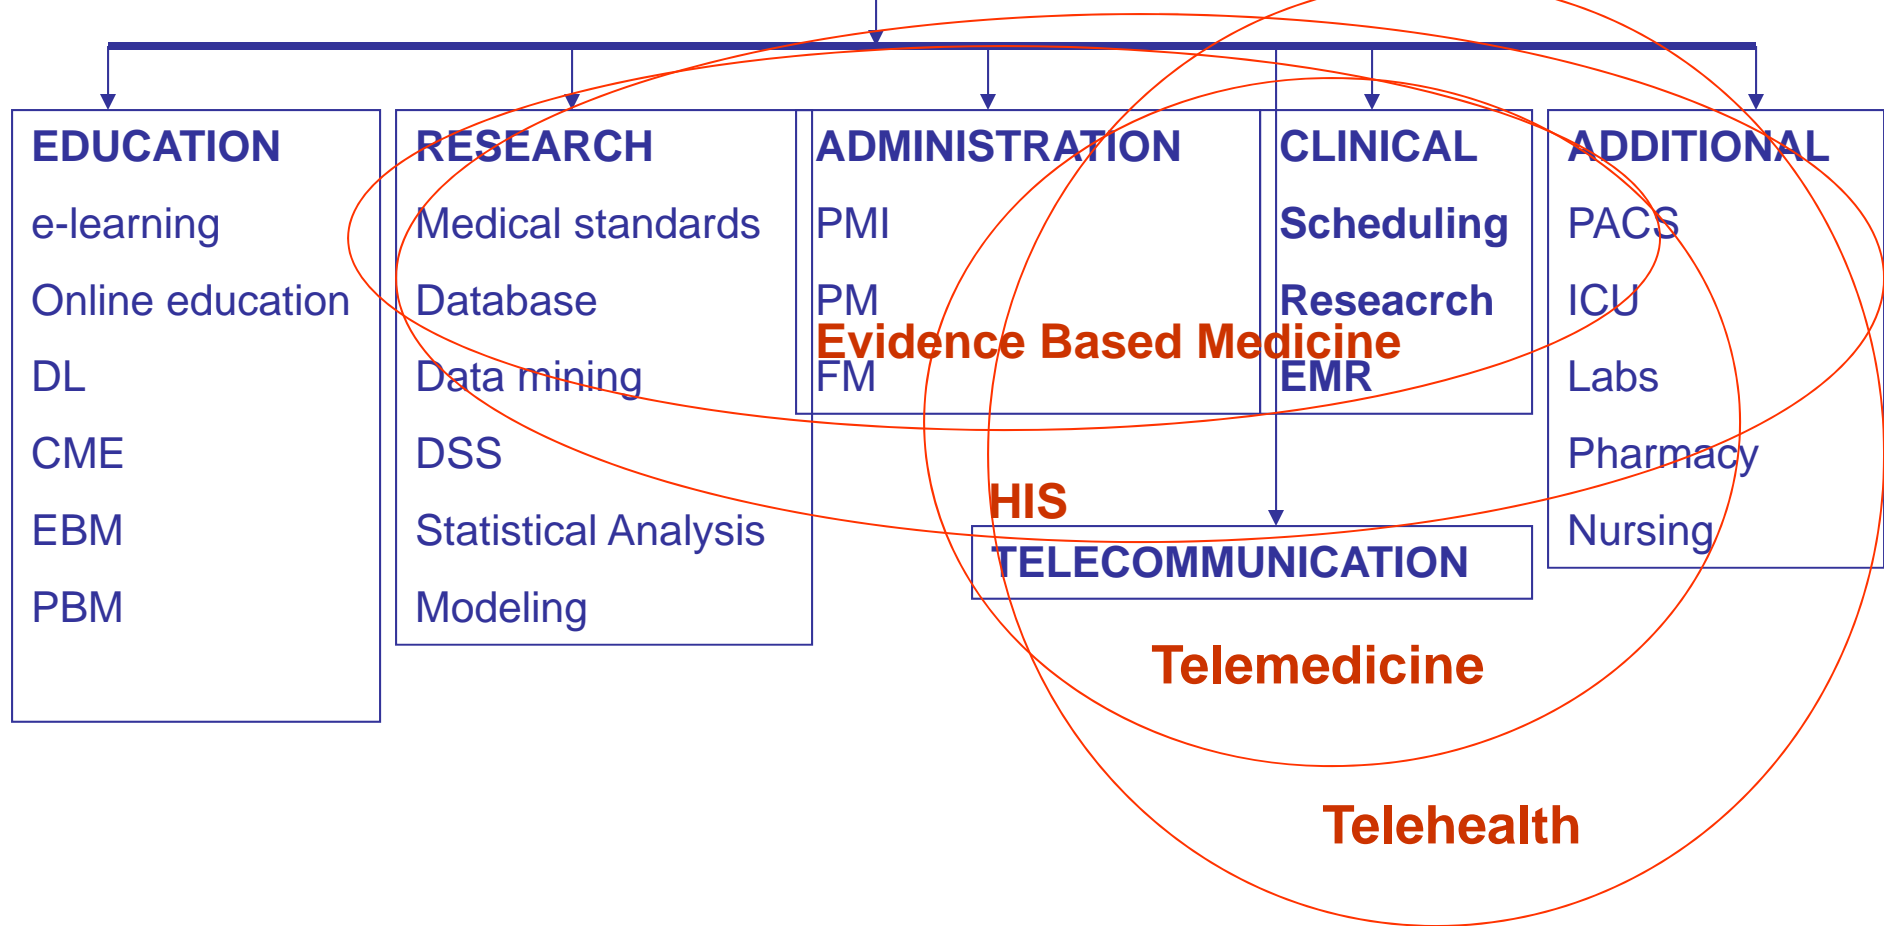 EDUCATION
e-learning
Online education
DL
CME
EBM
PBM
RESEARCH
Medical standards
Database
Data mining
DSS
Statistical Analysis
Modeling
ADMINISTRATION
PMI
PM
FM
CLINICAL
Scheduling
Reseacrch
EMR
ADDITIONAL
PACS
ICU
Labs
Pharmacy
Nursing
Evidence Based Medicine
HIS
TELECOMMUNICATION
Telemedicine
Telehealth